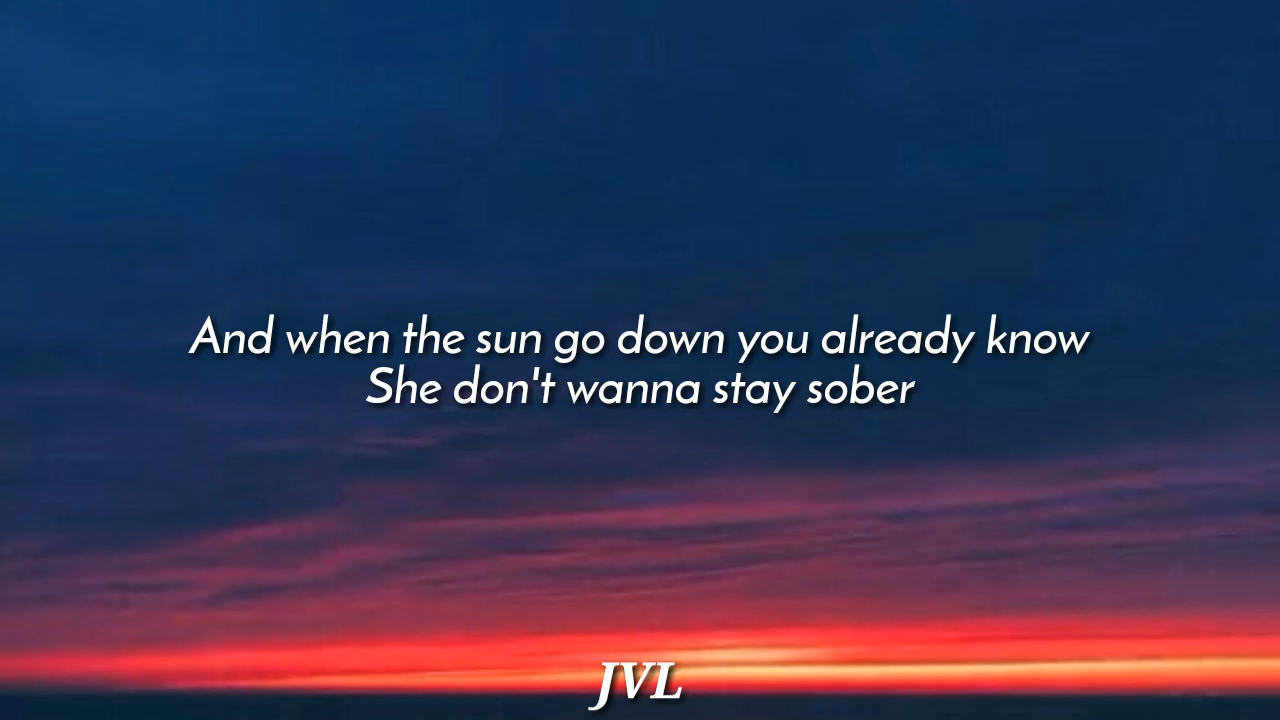 And when the sun go down you already know
She don't wanna stay sober
JVL